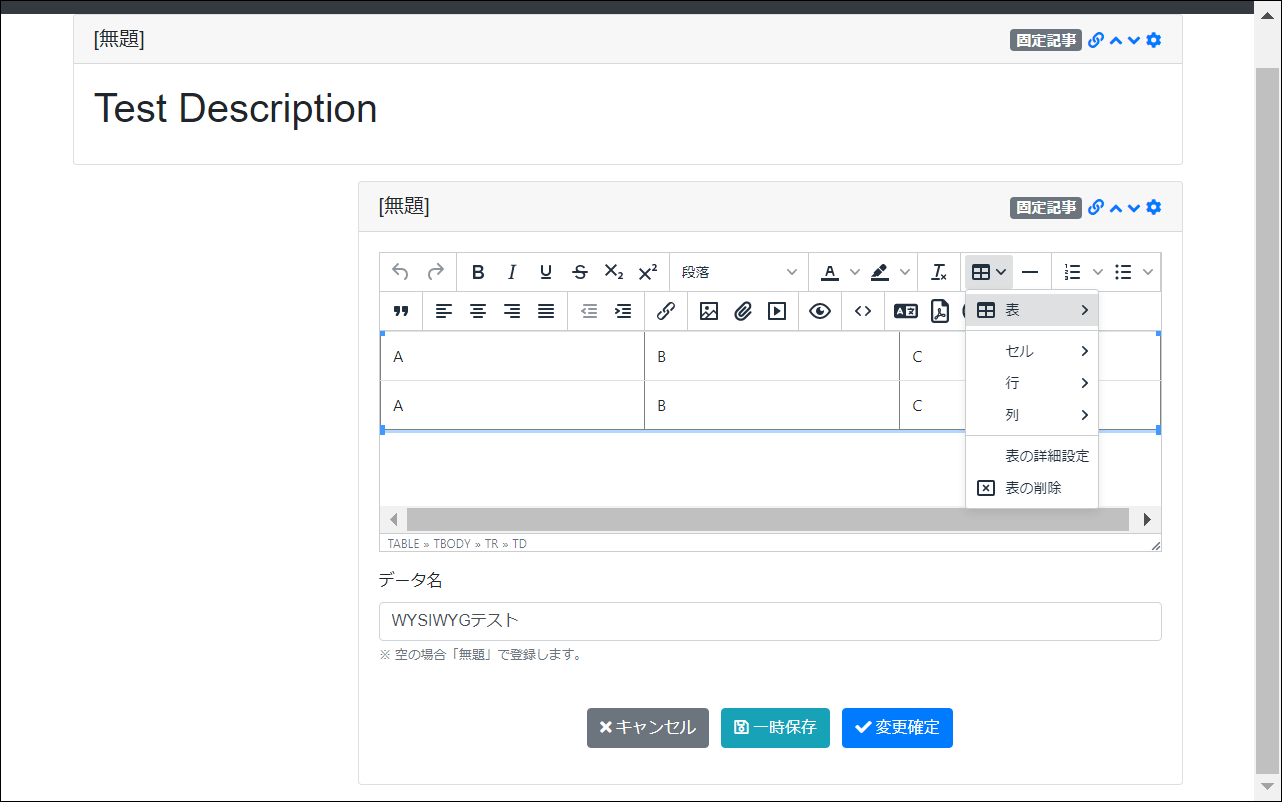 [無題]
固定記事
Test Description
[無題]
固定記事
B I U S X₂ X² 段落 A
表
A B C
セル
行
A B C
列
表の詳細設定
表の削除
TABLE » TBODY » TR » TD
データ名
WYSIWYGテスト
※ 空の場合「無題」で登録します。
キャンセル 一時保存 変更確定